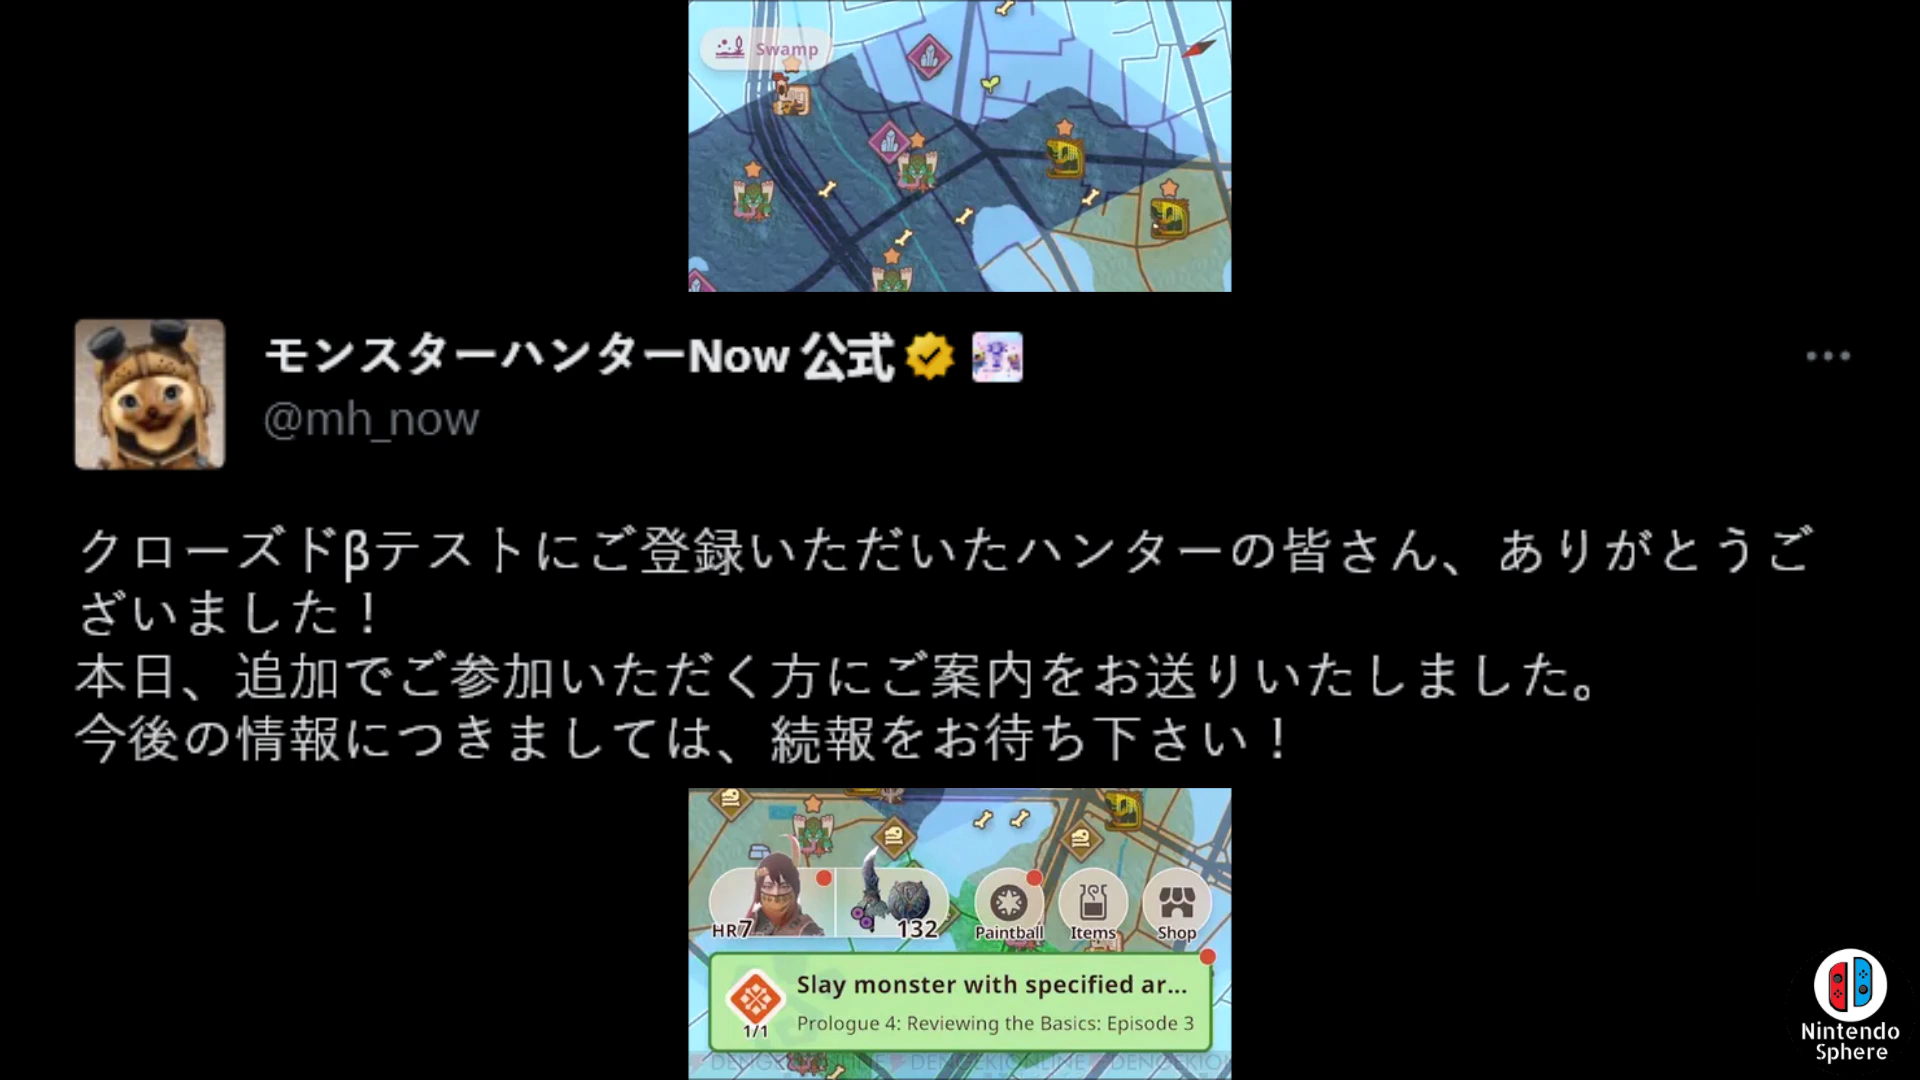 Swamp
モンスターハンターNow 公式
@mh_now
クローズドβテストにご登録いただいたハンターの皆さん、ありがとうご
ざいました！
本日、追加でご参加いただく方にご案内をお送りいたしました。
今後の情報につきましては、続報をお待ち下さい！
HR7
132
Paintball
Items
Shop
Slay monster with specified ar...
1/1
Prologue 4: Reviewing the Basics: Episode 3
DENGEKIONLINE DENGEKIONLINE DENGEKION
Nintendo
Sphere